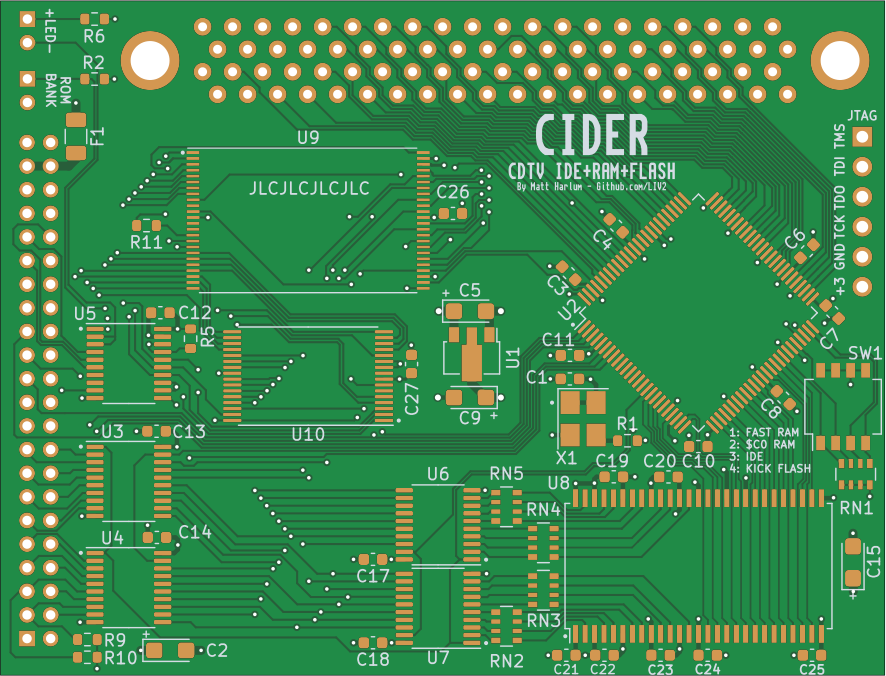 +LED-
R6
R2
ROM
BANK
F1
U9
JLCJLCJLCJLC
C26
R11
CIDER
CDTV IDE+RAM+FLASH
By Matt Harlum - Github.com/LIV2
JTAG
+3 GND TCK TDO TDI TMS
C4
C6
C3
U2
C7
C5
+
U5
C12
R5
U1
C11
C1
C27
C9
+
U10
SW1
C8
U3
C13
X1
R1
C10
1: FAST RAM
2: $C0 RAM
3: IDE
4: KICK FLASH
U6
RN5
C19
C20
U8
RN1
RN4
U4
C14
C17
C15
+
RN3
R9
R10
+
C2
C18
U7
RN2
C21
C22
C23
C24
C25